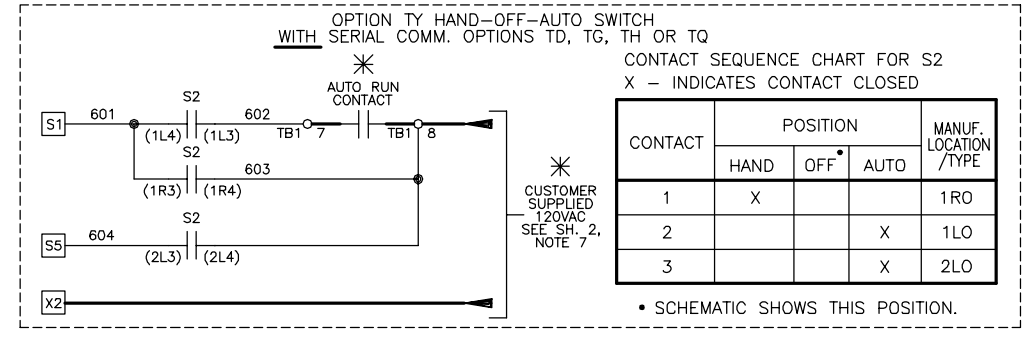 OPTION TY HAND-OFF-AUTO SWITCH
WITH SERIAL COMM. OPTIONS TD, TG, TH OR TQ
AUTO RUN
CONTACT
S1
601
S2
(1L4) (1L3)
602
TB1 7
TB1 8
S2
(1R3) (1R4)
603
S5
604
S2
(2L3) (2L4)
X2
CUSTOMER
SUPPLIED
120VAC
SEE SH. 2,
NOTE 7
CONTACT SEQUENCE CHART FOR S2
X - INDICATES CONTACT CLOSED
CONTACT POSITION MANUF. LOCATION /TYPE
HAND OFF• AUTO
1 X 1RO
2 X 1LO
3 X 2LO
• SCHEMATIC SHOWS THIS POSITION.